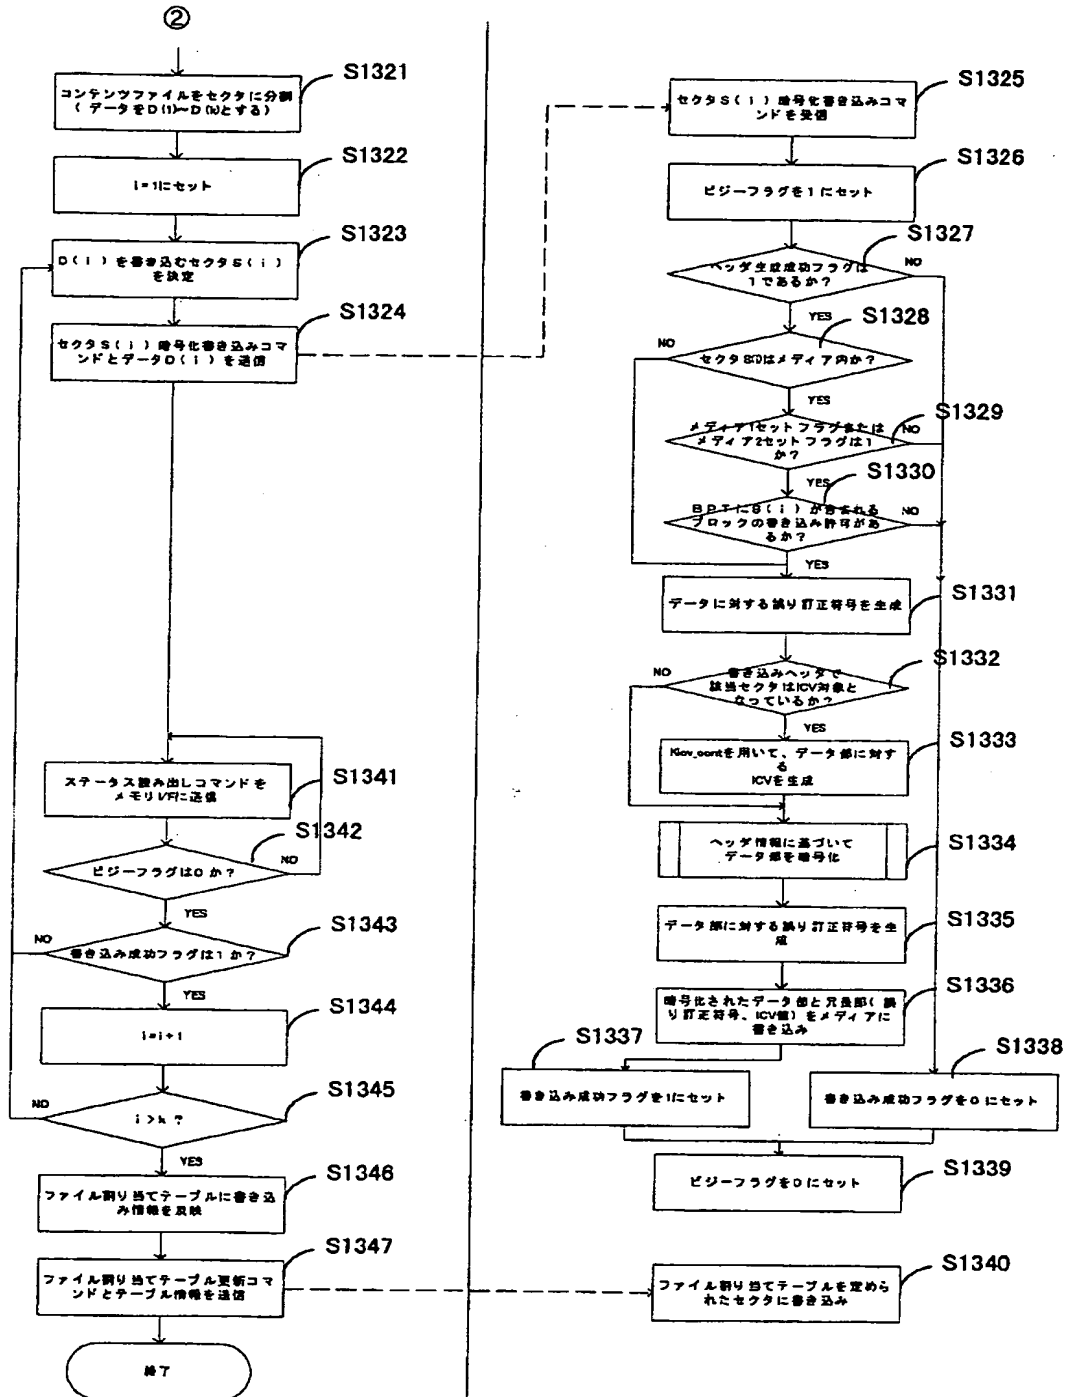 ②
S1321
コンテンツファイルをセクタに分割
(データをD(1)~D(k)とする)
S1322
i=1にセット
S1323
D(i)を書き込むセクタS(i)
を決定
S1324
セクタS(i)暗号化書き込みコマ
ンドとデータD(i)を送信
S1341
ステータス読み出しコマンドを
メモリI/Fに送信
S1342
ビジーフラグは0か?
NO
YES
S1343
書き込み成功フラグは1か?
NO
YES
S1344
i=i+1
S1345
i>k?
NO
YES
S1346
ファイル割り当てテーブルに書き込
み情報を反映
S1347
ファイル割り当てテーブル更新コマ
ンドとテーブル情報を送信
終了
S1325
セクタS(i)暗号化書き込みコマ
ンドを受信
S1326
ビジーフラグを1にセット
S1327
ヘッダ生成成功フラグは
1であるか?
NO
YES
S1328
セクタS(i)はメディア内か?
NO
YES
S1329
メディア1セットフラグまたは
メディア2セットフラグは1
か?
NO
YES
S1330
BPTにS(i)が含まれる
ブロックの書き込み許可があ
るか?
NO
YES
S1331
データに対する誤り訂正符号を生成
S1332
書き込みヘッダで
該当セクタはICV対象と
なっているか?
NO
YES
S1333
Kicv_contを用いて、データ部に対す
る
ICVを生成
S1334
ヘッダ情報に基づいて
データ部を暗号化
S1335
データ部に対する誤り訂正符号を生
成
S1336
暗号化されたデータ部と冗長部(誤
り訂正符号、ICV値)をメディアに
書き込み
S1337
書き込み成功フラグを1にセット
S1338
書き込み成功フラグを0にセット
S1339
ビジーフラグを0にセット
S1340
ファイル割り当てテーブルを定めら
れたセクタに書き込み